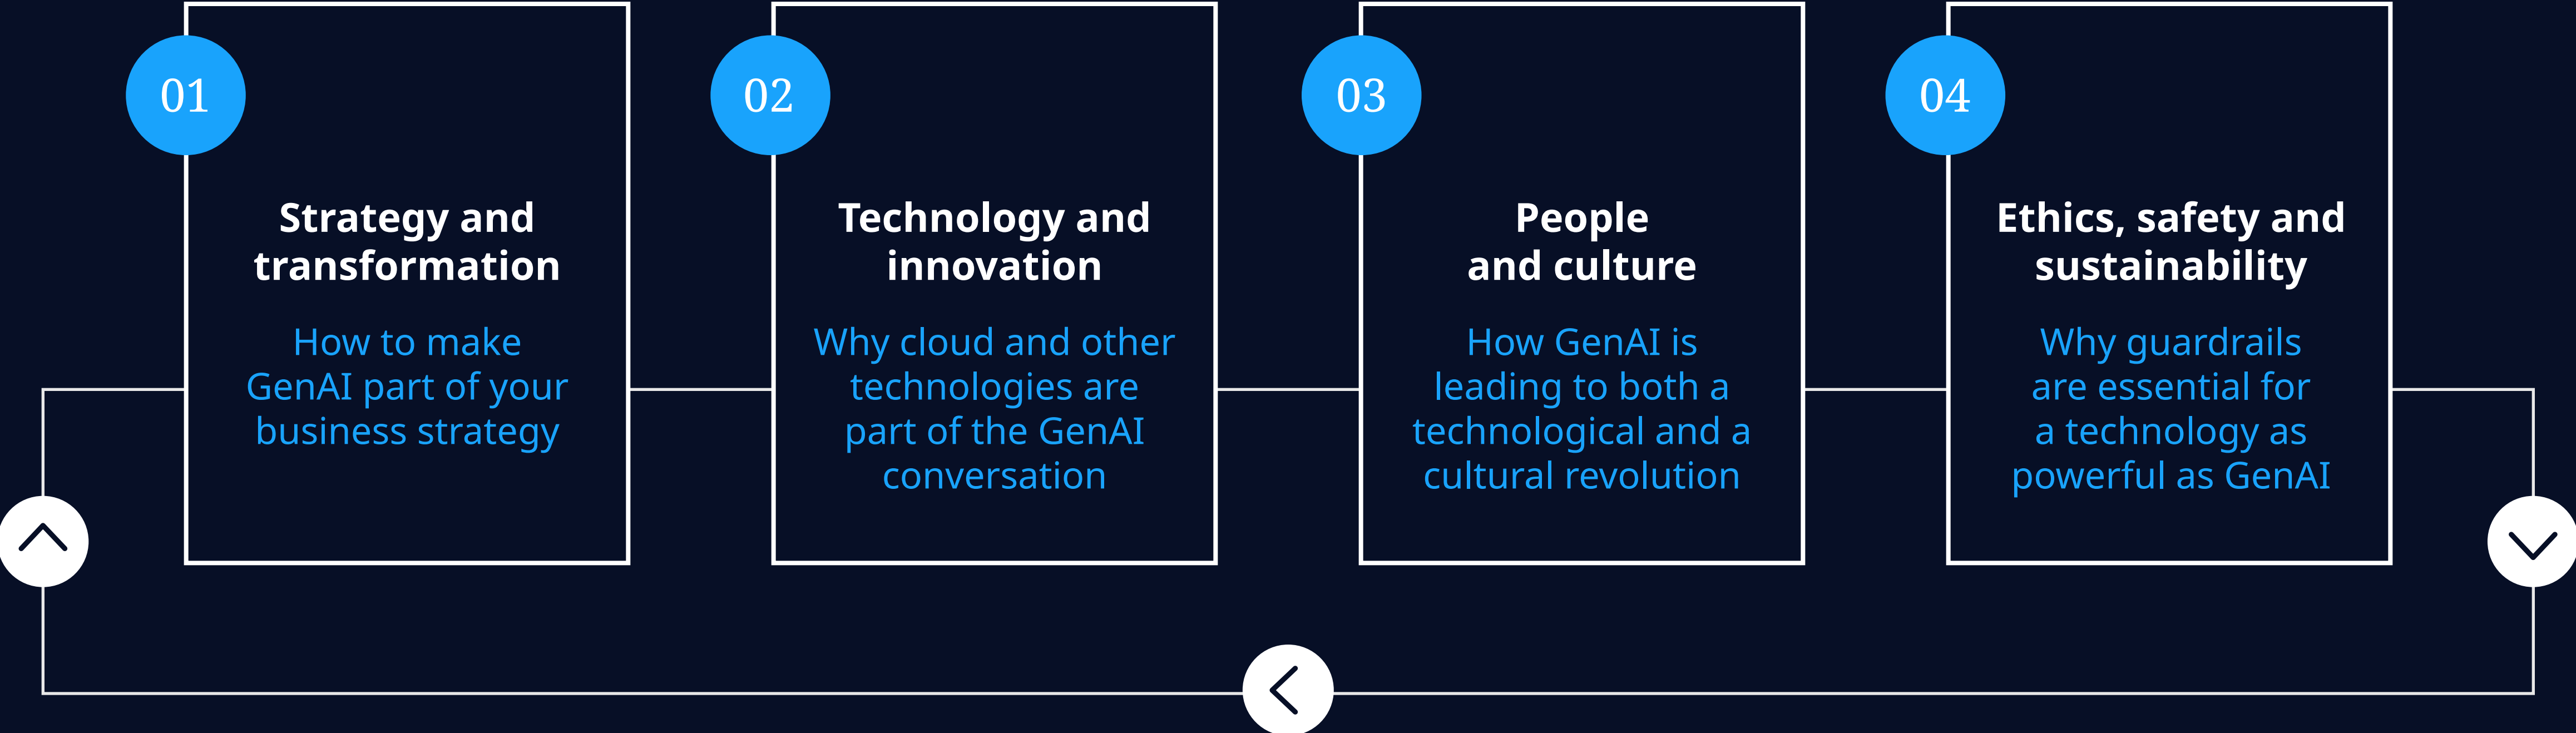 01
Strategy and
transformation
How to make
GenAI part of your
business strategy
02
Technology and
innovation
Why cloud and other
technologies are
part of the GenAI
conversation
03
People
and culture
How GenAI is
leading to both a
technological and a
cultural revolution
04
Ethics, safety and
sustainability
Why guardrails
are essential for
a technology as
powerful as GenAI